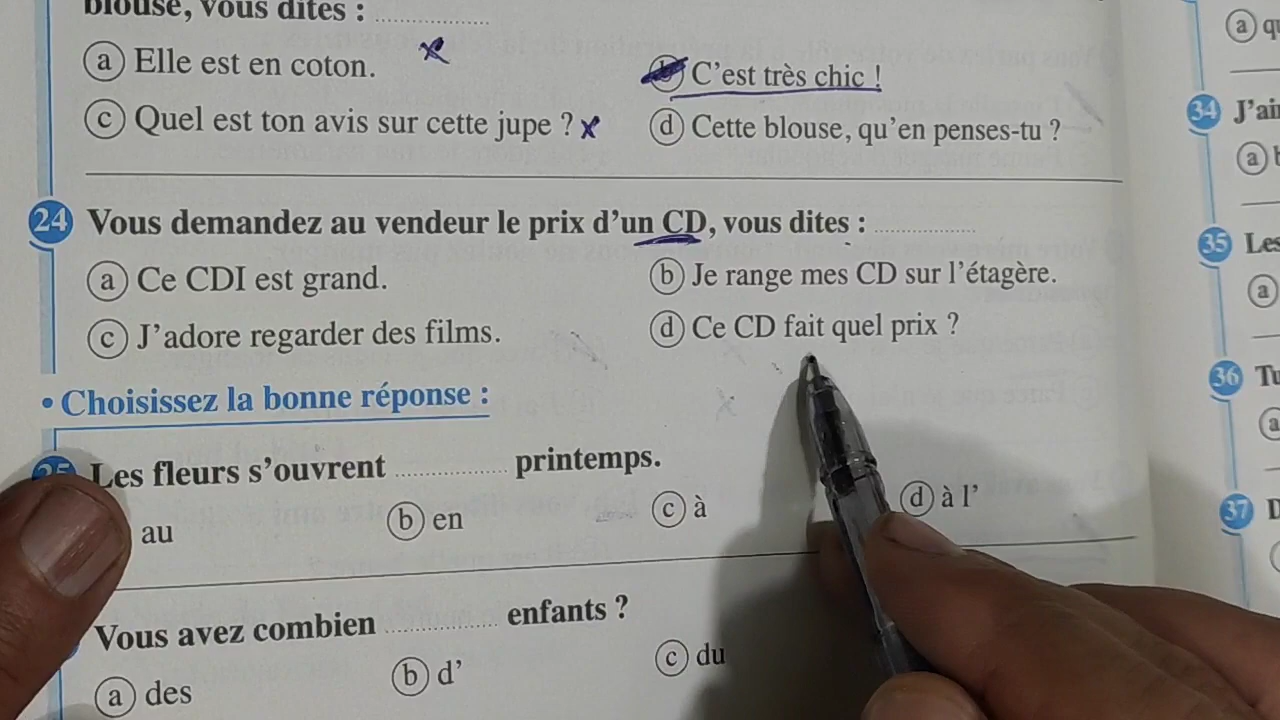 blouse, vous dites : ..................
ⓐ Elle est en coton.
ⓑ C'est très chic !
ⓒ Quel est ton avis sur cette jupe ?
ⓓ Cette blouse, qu'en penses-tu ?
24 Vous demandez au vendeur le prix d'un CD, vous dites : ..................
ⓐ Ce CDI est grand.
ⓑ Je range mes CD sur l'étagère.
ⓒ J'adore regarder des films.
ⓓ Ce CD fait quel prix ?
• Choisissez la bonne réponse :
25 Les fleurs s'ouvrent .................. printemps.
au
ⓑ en
ⓒ à
ⓓ à l'
Vous avez combien .................. enfants ?
ⓐ des
ⓑ d'
ⓒ du
ⓐ
34
ⓐ
35 Les
ⓐ
36
ⓐ
37